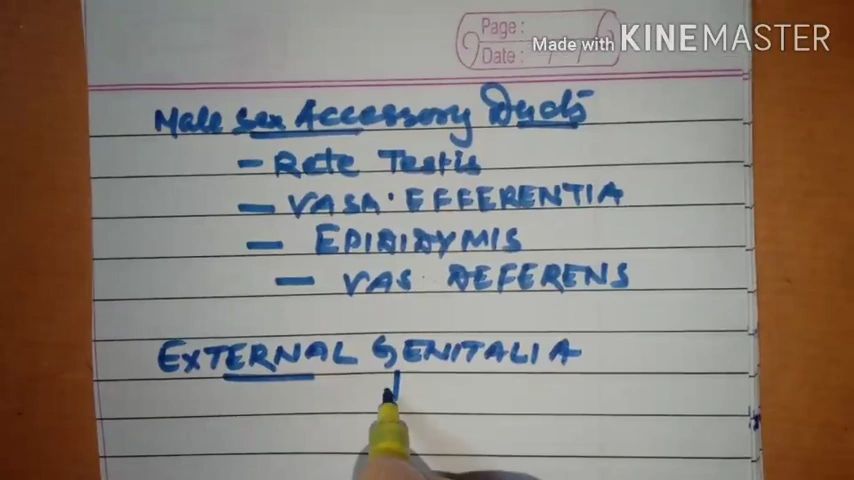 Page :
Date :
Made with KINEMASTER
Male Sex Accessory Ducts
- Rete Testis
- VASA EFFERENTIA
- EPIDIDYMIS
- VAS DEFERENS
EXTERNAL GENITALIA